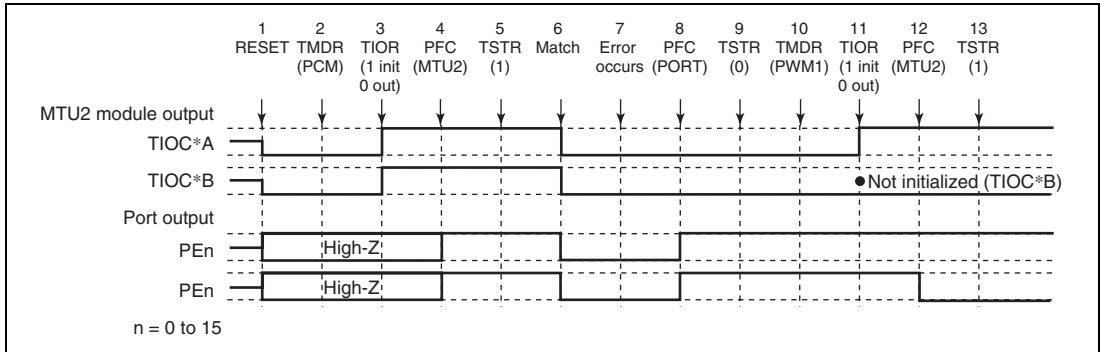 1 2 3 4 5 6 7 8 9 10 11 12 13
RESET TMDR TIOR PFC TSTR Match Error PFC TSTR TMDR TIOR PFC TSTR
(PCM) (1 init (MTU2) (1) occurs (PORT) (0) (PWM1) (1 init (MTU2) (1)
0 out) 0 out)
MTU2 module output
TIOC*A
TIOC*B
●Not initialized (TIOC*B)
Port output
PEn
High-Z
PEn
High-Z
n = 0 to 15